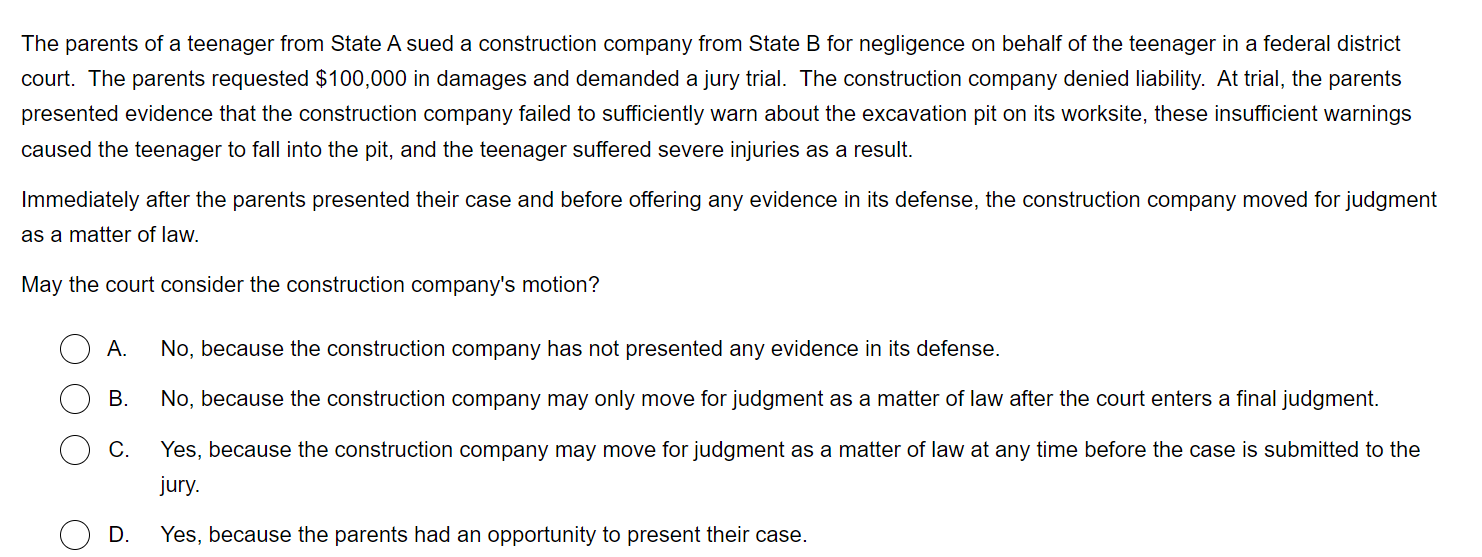 The parents of a teenager from State A sued a construction company from State B for negligence on behalf of the teenager in a federal district
court.  The parents requested $100,000 in damages and demanded a jury trial.  The construction company denied liability.  At trial, the parents
presented evidence that the construction company failed to sufficiently warn about the excavation pit on its worksite, these insufficient warnings
caused the teenager to fall into the pit, and the teenager suffered severe injuries as a result.
Immediately after the parents presented their case and before offering any evidence in its defense, the construction company moved for judgment
as a matter of law.
May the court consider the construction company's motion?
A. No, because the construction company has not presented any evidence in its defense.
B. No, because the construction company may only move for judgment as a matter of law after the court enters a final judgment.
C. Yes, because the construction company may move for judgment as a matter of law at any time before the case is submitted to the
jury.
D. Yes, because the parents had an opportunity to present their case.